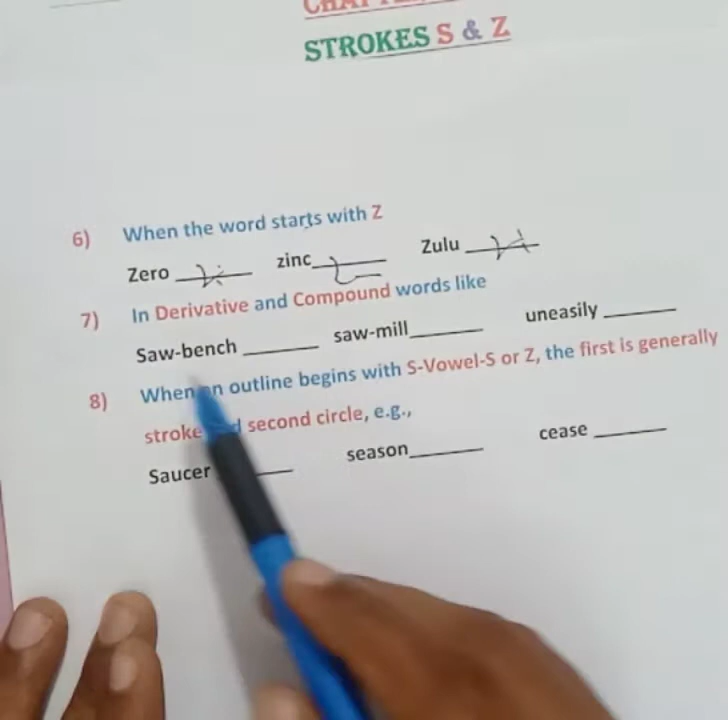 STROKES S & Z
6) When the word starts with Z
Zero zinc Zulu
7) In Derivative and Compound words like
Saw-bench saw-mill uneasily
8) When an outline begins with S-Vowel-S or Z, the first is generally
stroke second circle, e.g.,
Saucer season cease